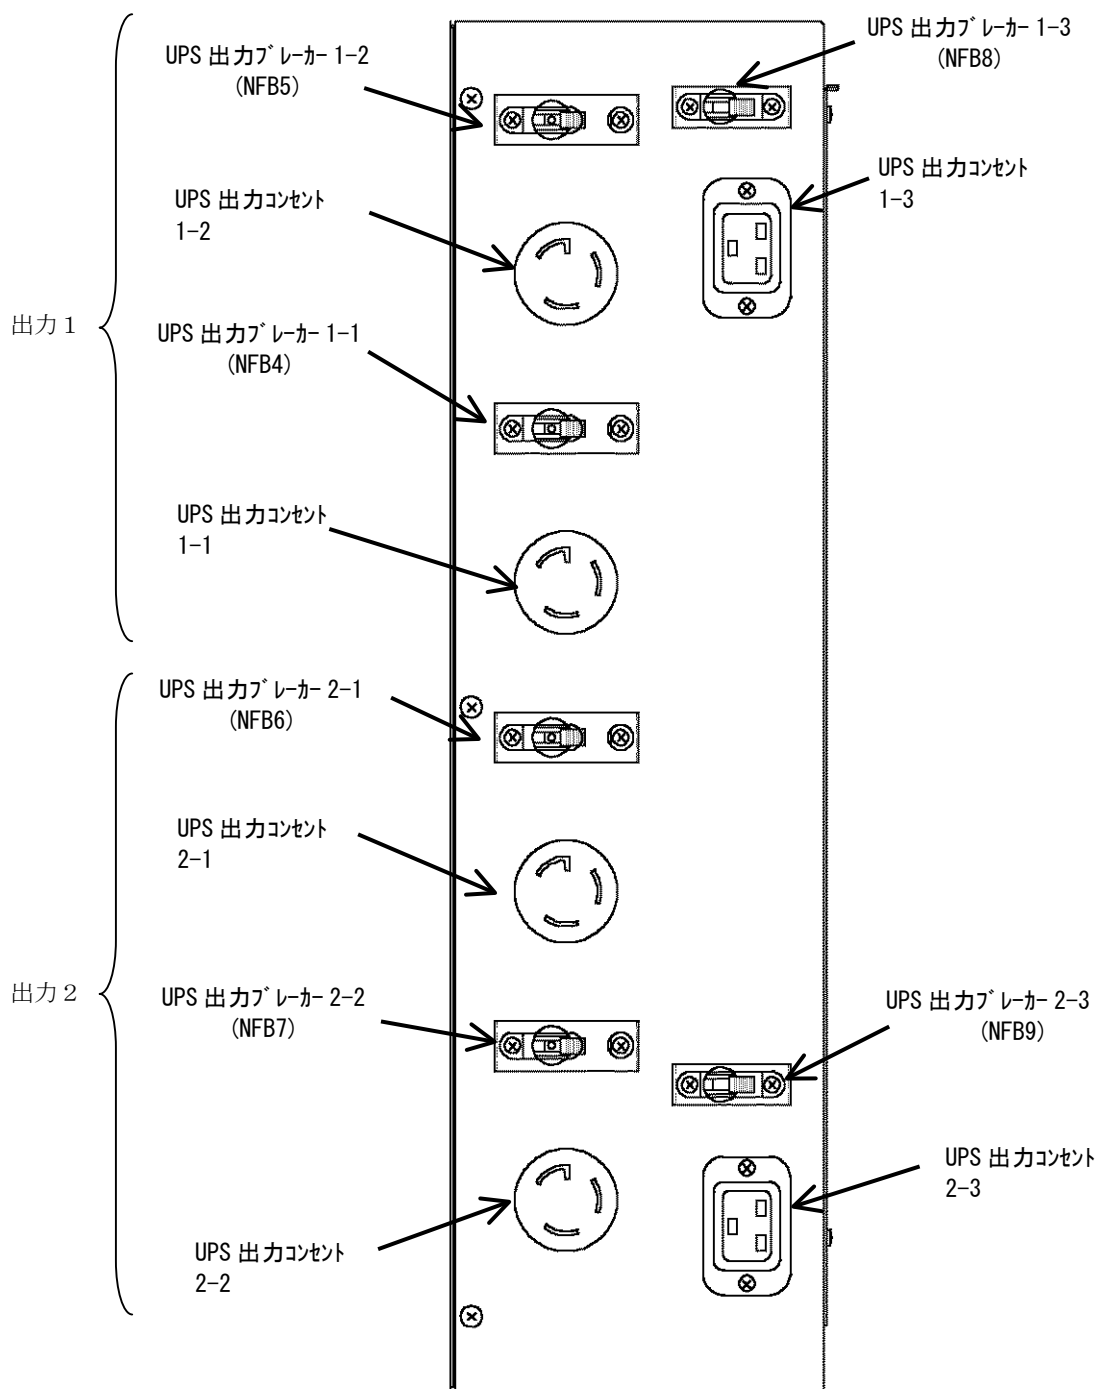 UPS 出力ﾌﾞﾚｰｶｰ 1-2
(NFB5)
UPS 出力ﾌﾞﾚｰｶｰ 1-3
(NFB8)
UPS 出力ｺﾝｾﾝﾄ
1-2
UPS 出力ｺﾝｾﾝﾄ
1-3
出力１
UPS 出力ﾌﾞﾚｰｶｰ 1-1
(NFB4)
UPS 出力ｺﾝｾﾝﾄ
1-1
UPS 出力ﾌﾞﾚｰｶｰ 2-1
(NFB6)
UPS 出力ｺﾝｾﾝﾄ
2-1
出力２
UPS 出力ﾌﾞﾚｰｶｰ 2-2
(NFB7)
UPS 出力ﾌﾞﾚｰｶｰ 2-3
(NFB9)
UPS 出力ｺﾝｾﾝﾄ
2-3
UPS 出力ｺﾝｾﾝﾄ
2-2